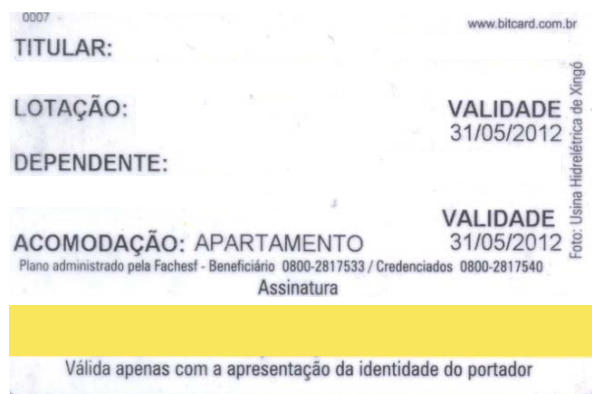 0007
www.bitcard.com.br
TITULAR:
LOTAÇÃO:
VALIDADE
31/05/2012
DEPENDENTE:
VALIDADE
ACOMODAÇÃO: APARTAMENTO 31/05/2012
Plano administrado pela Fachesf - Beneficiário 0800-2817533 / Credenciados 0800-2817540
Assinatura
Válida apenas com a apresentação da identidade do portador
Foto: Usina Hidrelétrica de Xingó